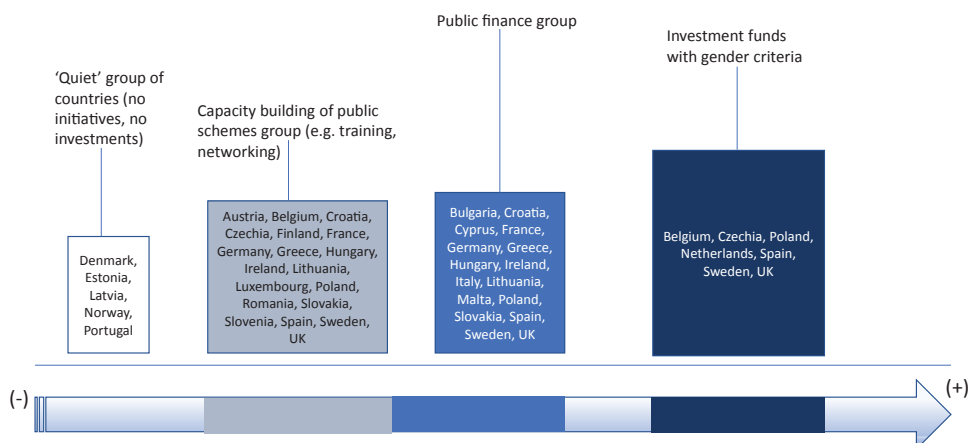 Public finance group
Investment funds
with gender criteria
‘Quiet’ group of
countries (no
initiatives, no
investments)
Capacity building of public
schemes group (e.g. training,
networking)
Denmark,
Estonia,
Latvia,
Norway,
Portugal
Austria, Belgium, Croatia,
Czechia, Finland, France,
Germany, Greece, Hungary,
Ireland, Lithuania,
Luxembourg, Poland,
Romania, Slovakia,
Slovenia, Spain, Sweden,
UK
Bulgaria, Croatia,
Cyprus, France,
Germany, Greece,
Hungary, Ireland,
Italy, Lithuania,
Malta, Poland,
Slovakia, Spain,
Sweden, UK
Belgium, Czechia, Poland,
Netherlands, Spain,
Sweden, UK
(-)
(+)